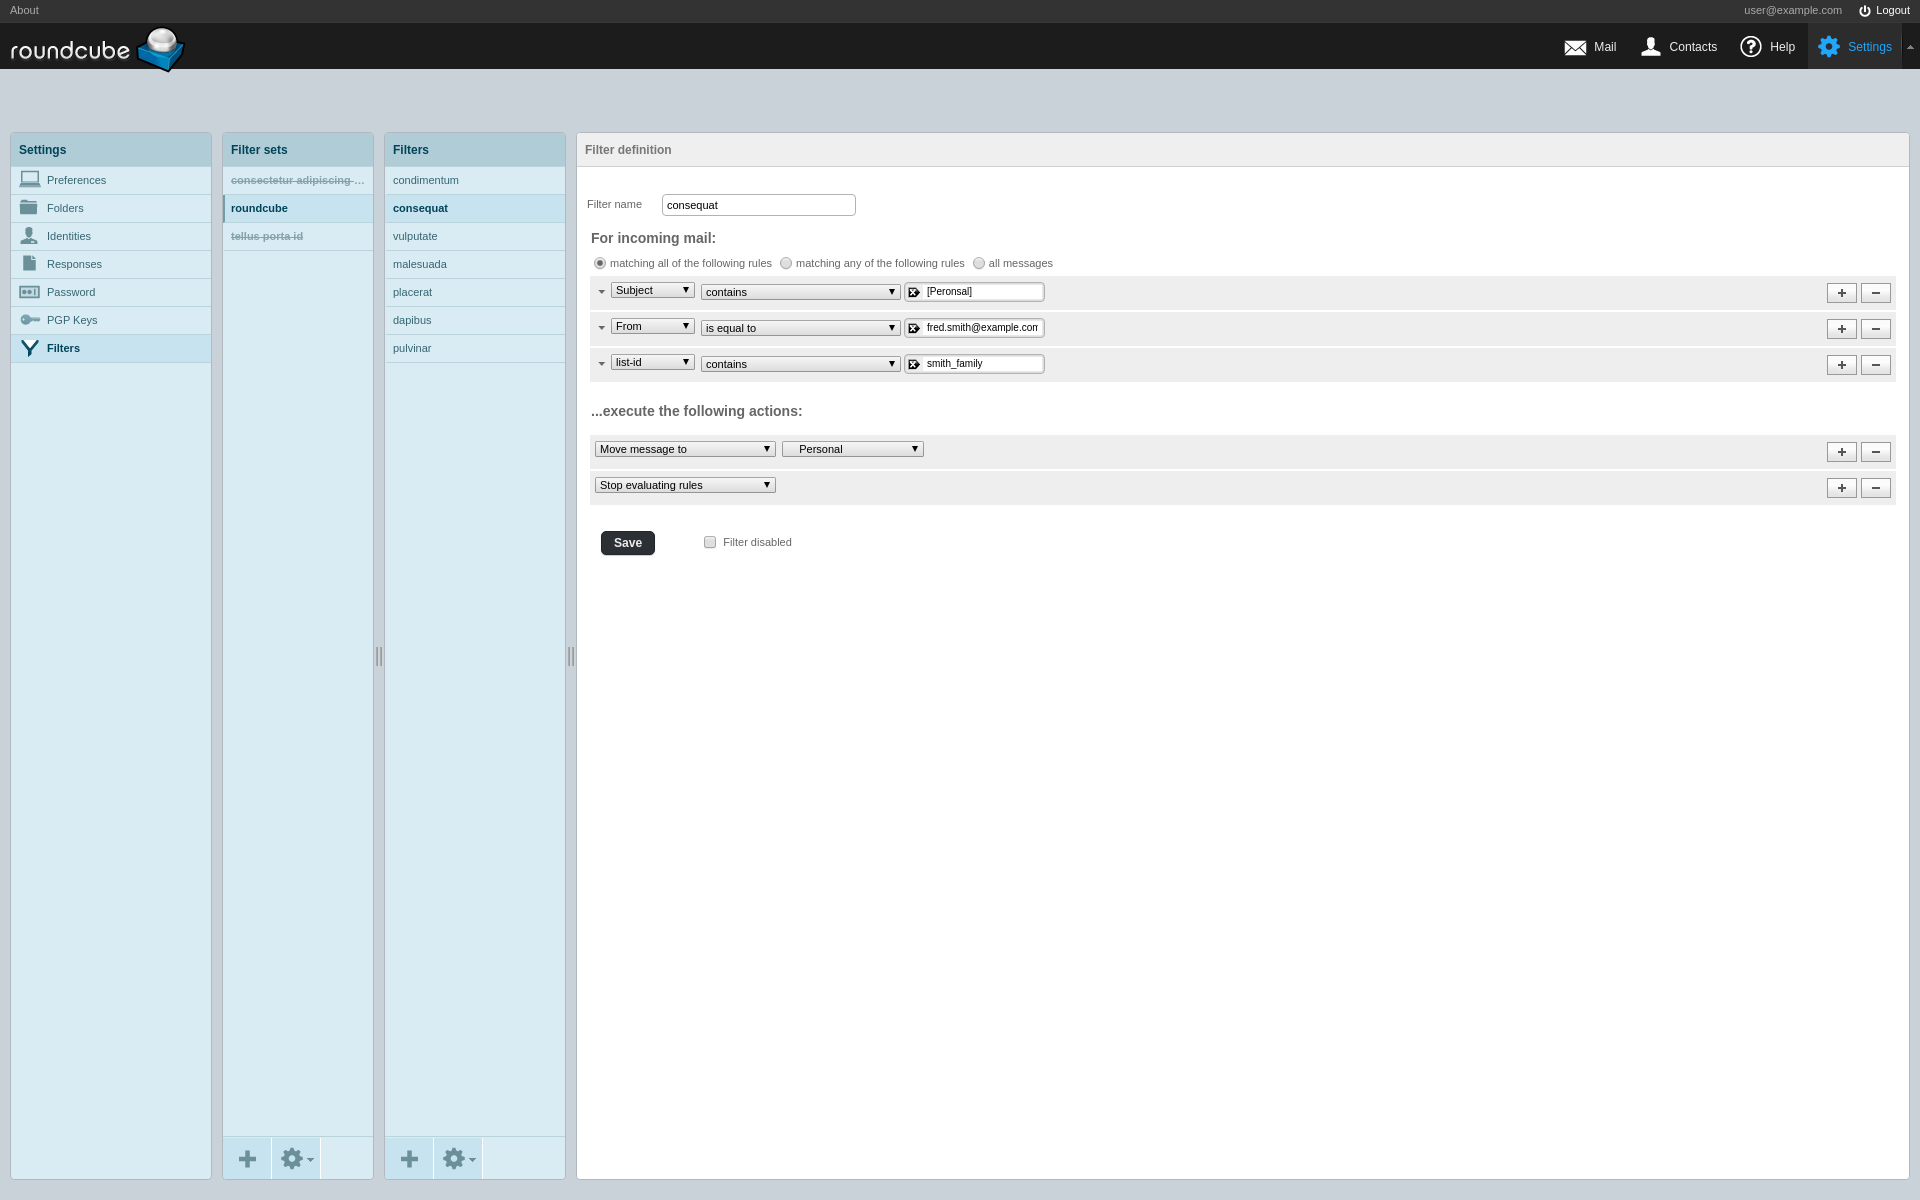 About
user@example.com Logout
roundcube
Mail Contacts Help Settings
Settings
Preferences
Folders
Identities
Responses
Password
PGP Keys
Filters
Filter sets
consectetur adipiscing ...
roundcube
tellus porta id
Filters
condimentum
consequat
vulputate
malesuada
placerat
dapibus
pulvinar
Filter definition
Filter name consequat
For incoming mail:
matching all of the following rules matching any of the following rules all messages
Subject contains [Peronsal]
From is equal to fred.smith@example.com
list-id contains smith_family
...execute the following actions:
Move message to Personal
Stop evaluating rules
Save Filter disabled